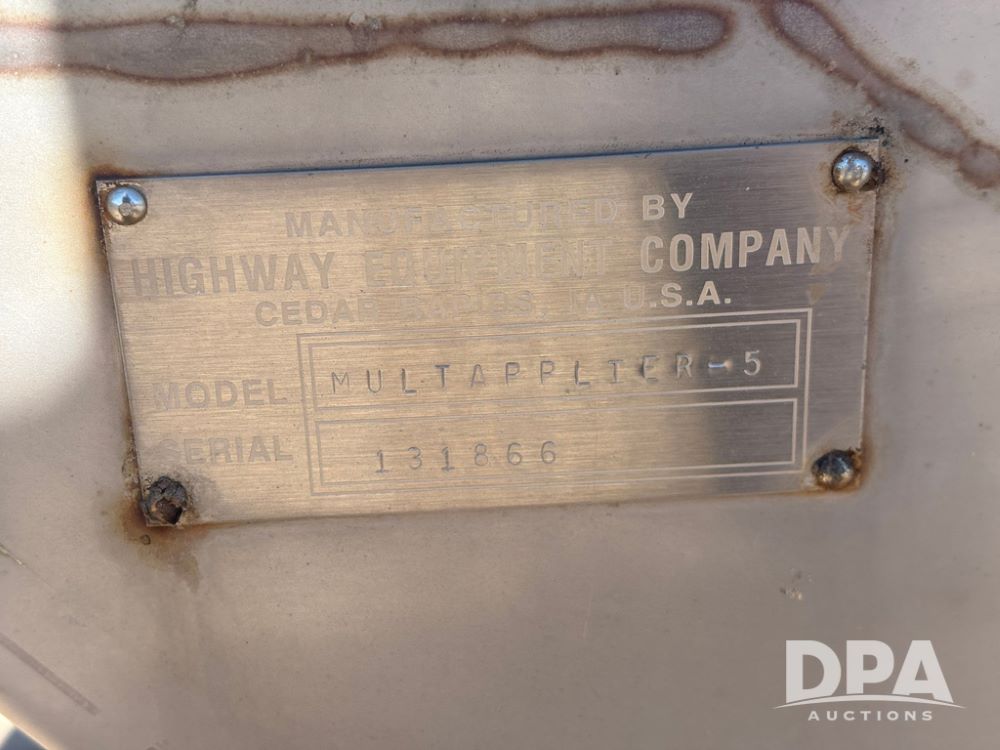 MANUFACTURED BY
HIGHWAY EQUIPMENT COMPANY
CEDAR RAPIDS, IA U.S.A.
MODEL MULTAPPLIER-5
SERIAL 131866
DPA
AUCTIONS